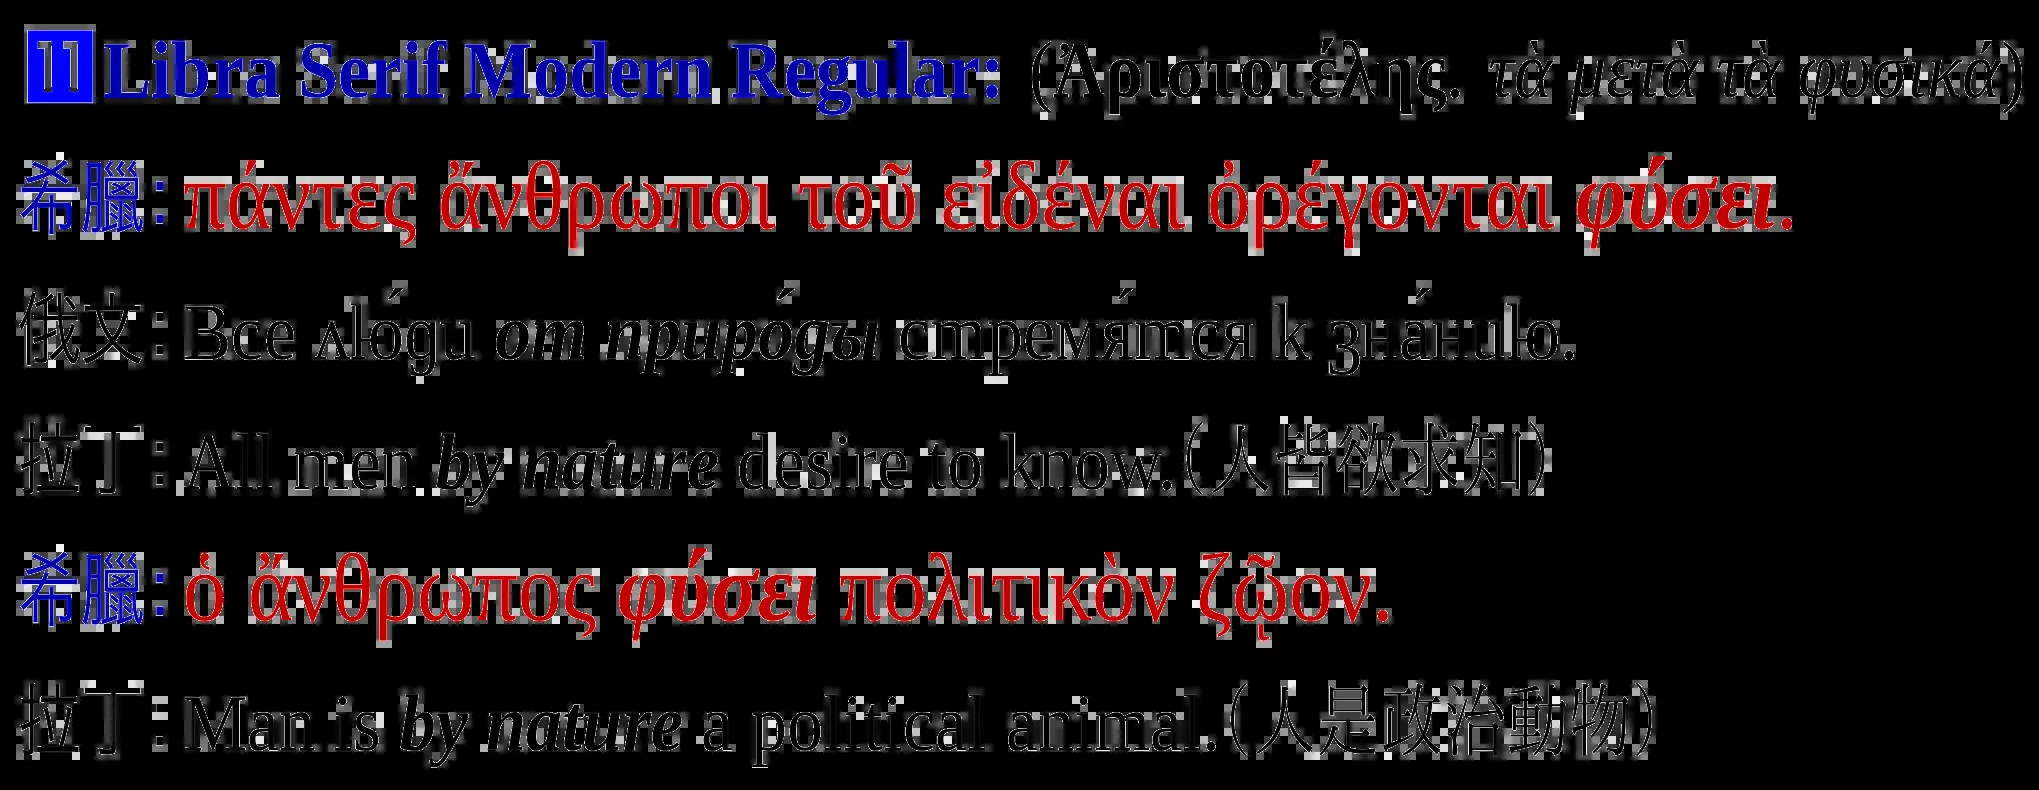 11 Libra Serif Modern Regular: (Ἀριστοτέλης. τὰ μετὰ τὰ φυσικά)
希臘: πάντες ἄνθρωποι τοῦ εἰδέναι ὀρέγονται φύσει.
俄文: Все лю́ди от приро́ды стремя́тся к зна́нию.
拉丁: All men by nature desire to know.(人皆欲求知)
希臘: ὁ ἄνθρωπος φύσει πολιτικὸν ζῷον.
拉丁: Man is by nature a political animal.(人是政治動物)